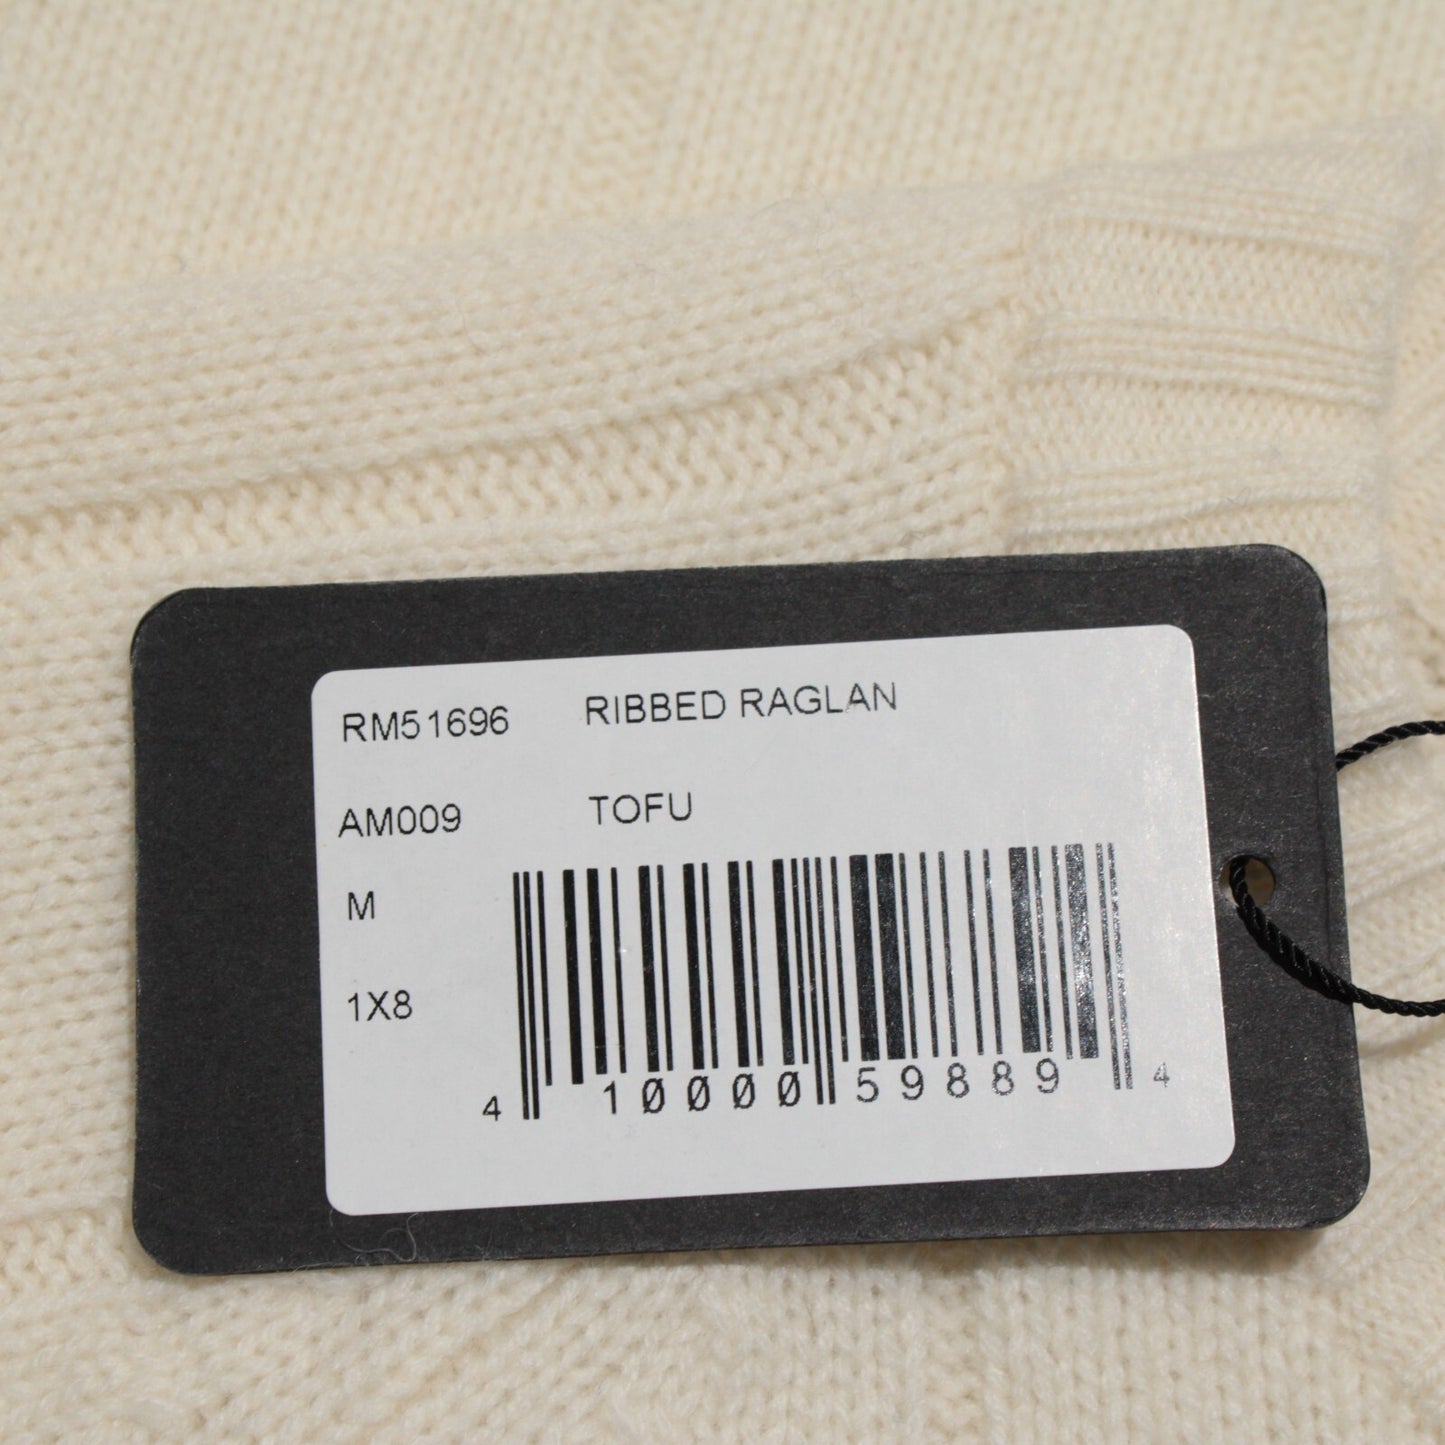 RM51696 RIBBED RAGLAN
AM009 TOFU
M
1X8
4 10000 59889 4